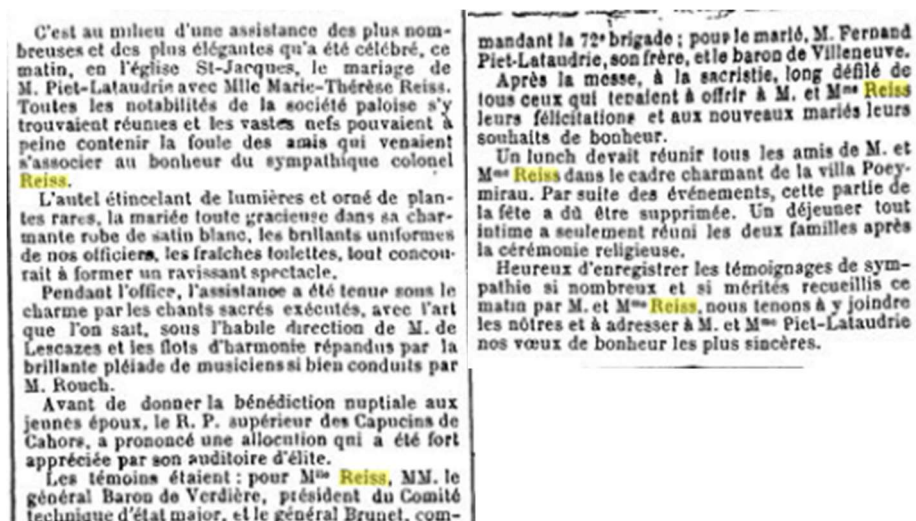 C'est au milieu d'une assistance des plus nom-
breuses et des plus élégantes qu'a été célébré, ce
matin, en l'église St-Jacques, le mariage de
M. Piet-Lataudrie avec Mlle Marie-Thérèse Reiss.
Toutes les notabilités de la société paloise s'y
trouvaient réunies et les vastes nefs pouvaient à
peine contenir la foule des amis qui venaient
s'associer au bonheur du sympathique colonel
Reiss.
L'autel étincelant de lumières et orné de plan-
tes rares, la mariée toute gracieuse dans sa char-
mante robe de satin blanc, les brillants uniformes
de nos officiers, les fraîches toilettes, tout concou-
rait à former un ravissant spectacle.
Pendant l'office, l'assistance a été tenue sous le
charme par les chants sacrés exécutés, avec l'art
que l'on sait, sous l'habile direction de M. de
Lescazes et les flots d'harmonie répandus par la
brillante pléiade de musiciens si bien conduits par
M. Rouch.
Avant de donner la bénédiction nuptiale aux
jeunes époux, le R. P. supérieur des Capucins de
Cahors, a prononcé une allocution qui a été fort
appréciée par son auditoire d'élite.
Les témoins étaient : pour Mlle Reiss, MM. le
général Baron de Verdière, président du Comité
technique d'état major, et le général Brunet, com-
mandant la 72e brigade ; pour le marié, M. Fernand
Piet-Lataudrie, son frère, et le baron de Villeneuve.
Après la messe, à la sacristie, long défilé de
tous ceux qui tenaient à offrir à M. et Mme Reiss
leurs félicitations et aux nouveaux mariés leurs
souhaits de bonheur.
Un lunch devait réunir tous les amis de M. et
Mme Reiss dans le cadre charmant de la villa Poey-
mirau. Par suite des événements, cette partie de
la fête a dû être supprimée. Un déjeuner tout
intime a seulement réuni les deux familles après
la cérémonie religieuse.
Heureux d'enregistrer les témoignages de sym-
pathie si nombreux et si mérités recueillis ce
matin par M. et Mme Reiss, nous tenons à y joindre
les nôtres et à adresser à M. et Mme Piet-Lataudrie
nos vœux de bonheur les plus sincères.